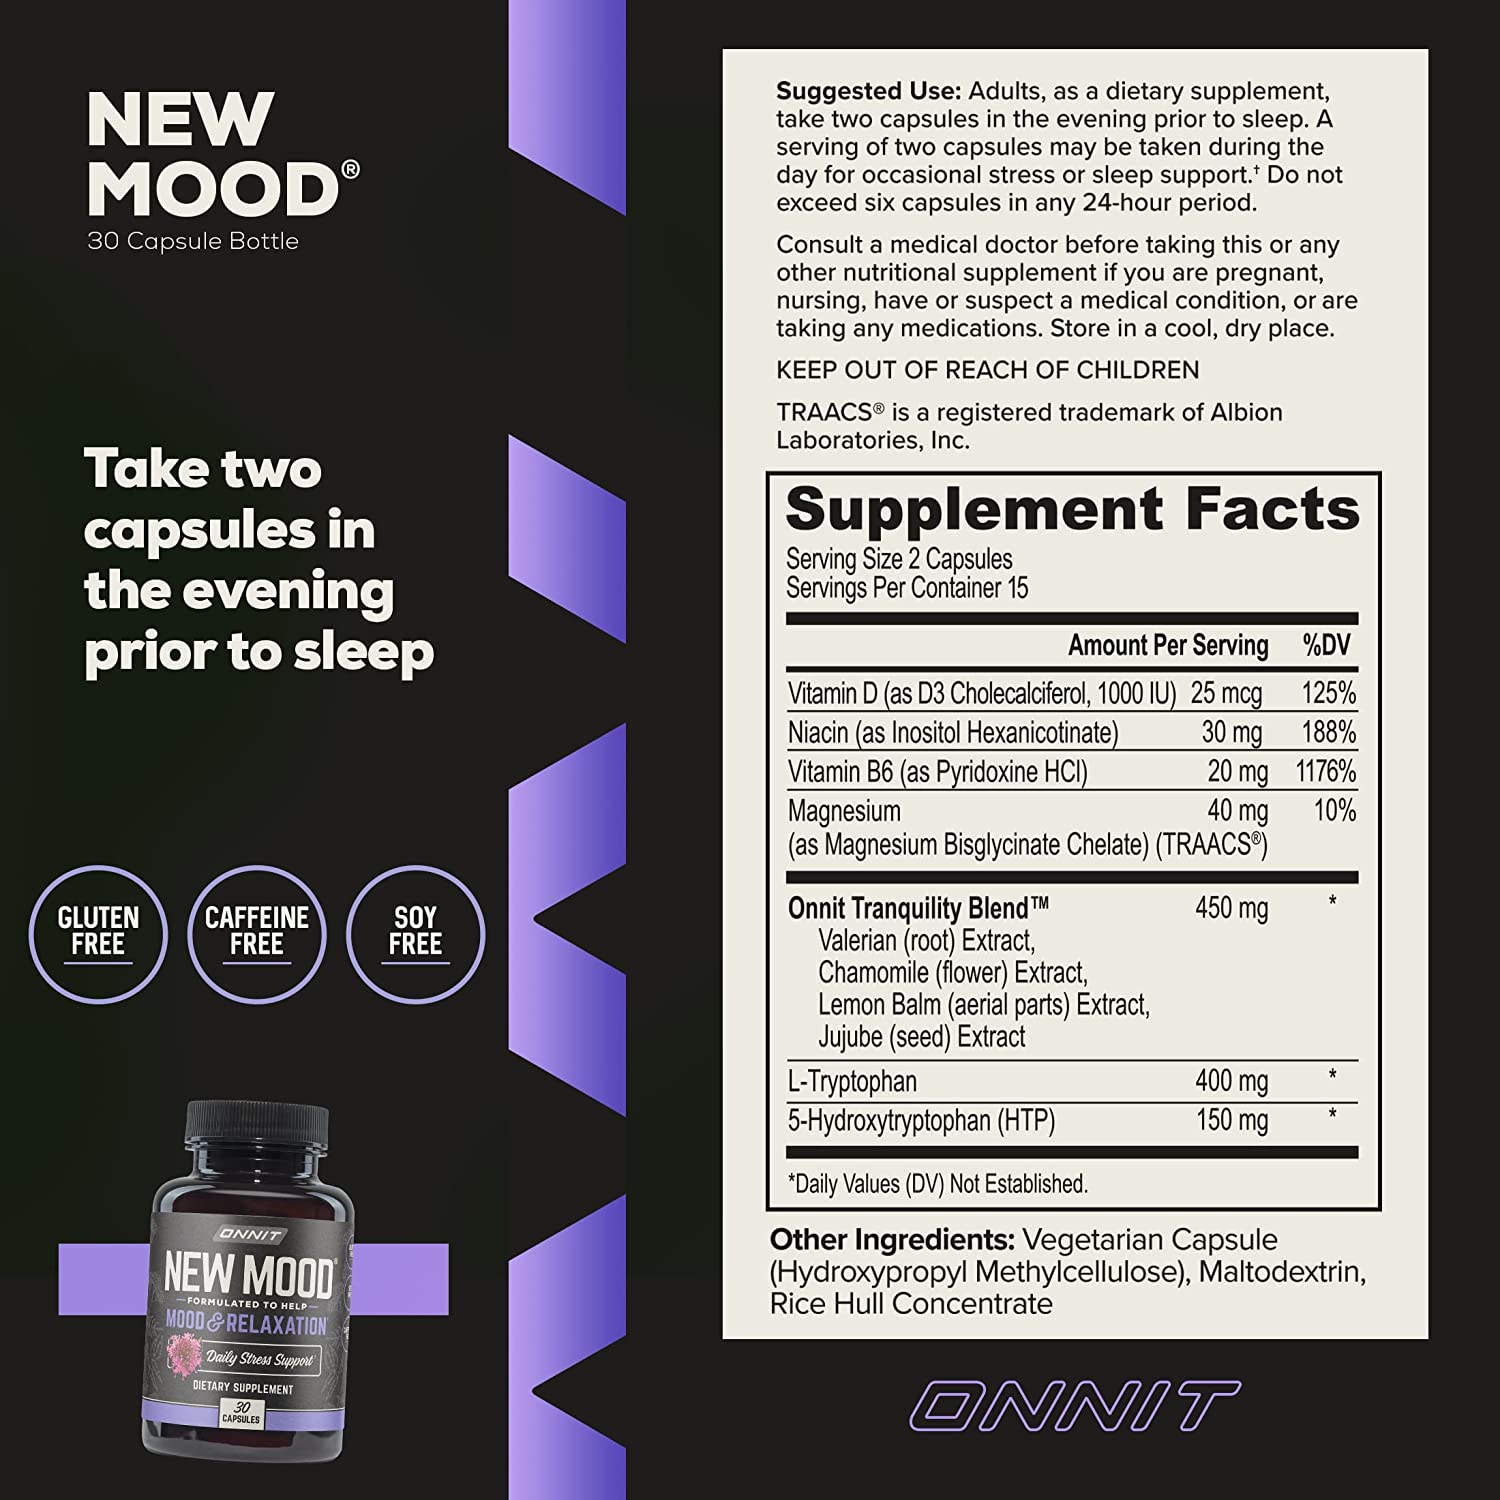 NEW
MOOD®
30 Capsule Bottle
Take two
capsules in
the evening
prior to sleep
GLUTEN
FREE
CAFFEINE
FREE
SOY
FREE
ONNIT
NEW MOOD®
FORMULATED TO HELP
MOOD & RELAXATION
Daily Stress Support†
DIETARY SUPPLEMENT
30
CAPSULES
Suggested Use: Adults, as a dietary supplement,
take two capsules in the evening prior to sleep. A
serving of two capsules may be taken during the
day for occasional stress or sleep support.† Do not
exceed six capsules in any 24-hour period.
Consult a medical doctor before taking this or any
other nutritional supplement if you are pregnant,
nursing, have or suspect a medical condition, or are
taking any medications. Store in a cool, dry place.
KEEP OUT OF REACH OF CHILDREN
TRAACS® is a registered trademark of Albion
Laboratories, Inc.
Supplement Facts
Serving Size 2 Capsules
Servings Per Container 15
Amount Per Serving %DV
Vitamin D (as D3 Cholecalciferol, 1000 IU) 25 mcg 125%
Niacin (as Inositol Hexanicotinate) 30 mg 188%
Vitamin B6 (as Pyridoxine HCl) 20 mg 1176%
Magnesium 40 mg 10%
(as Magnesium Bisglycinate Chelate) (TRAACS®)
Onnit Tranquility Blend™ 450 mg *
Valerian (root) Extract,
Chamomile (flower) Extract,
Lemon Balm (aerial parts) Extract,
Jujube (seed) Extract
L-Tryptophan 400 mg *
5-Hydroxytryptophan (HTP) 150 mg *
*Daily Values (DV) Not Established.
Other Ingredients: Vegetarian Capsule
(Hydroxypropyl Methylcellulose), Maltodextrin,
Rice Hull Concentrate
ONNIT